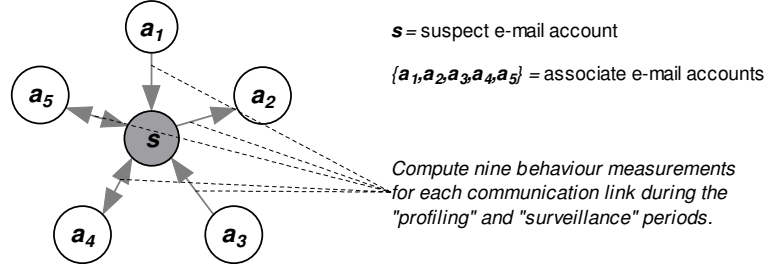 a1
s = suspect e-mail account
{a1,a2,a3,a4,a5} = associate e-mail accounts
a5
a2
s
Compute nine behaviour measurements
for each communication link during the
"profiling" and "surveillance" periods.
a4
a3